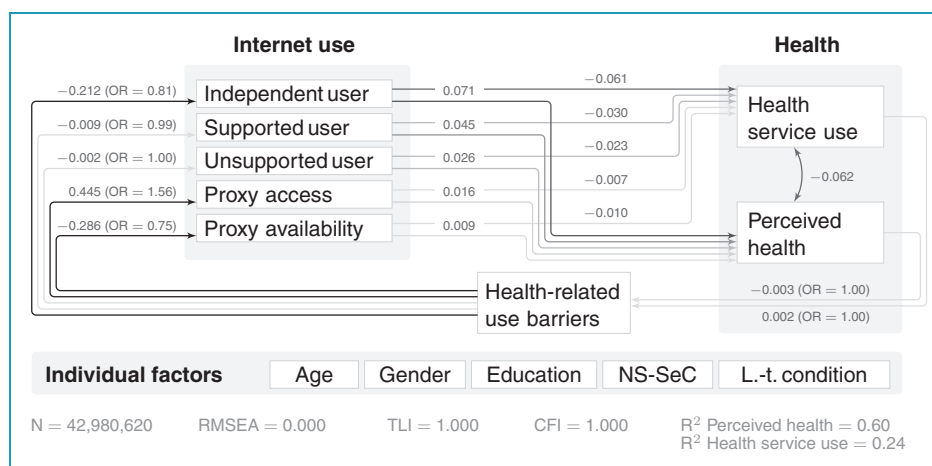 Internet use
Health
−0.212 (OR = 0.81)
Independent user
0.071
−0.061
−0.009 (OR = 0.99)
Supported user
0.045
−0.030
Health
service use
−0.002 (OR = 1.00)
Unsupported user
0.026
−0.023
0.445 (OR = 1.56)
Proxy access
0.016
−0.007
−0.062
−0.286 (OR = 0.75)
Proxy availability
0.009
−0.010
Perceived
health
Health-related
use barriers
−0.003 (OR = 1.00)
0.002 (OR = 1.00)
Individual factors Age Gender Education NS-SeC L.-t. condition
N = 42,980,620 RMSEA = 0.000 TLI = 1.000 CFI = 1.000 R² Perceived health = 0.60
R² Health service use = 0.24